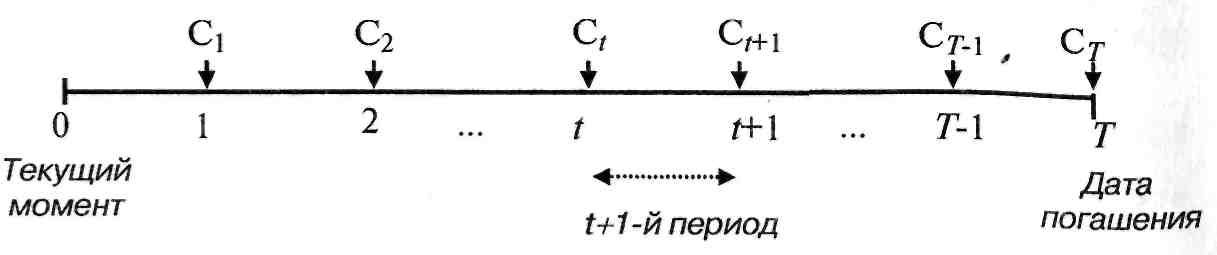 C1 C2 Ct Ct+1 CT-1 CT
0 1 2 ... t t+1 ... T-1 T
Текущий
момент
t+1-й период
Дата
погашения